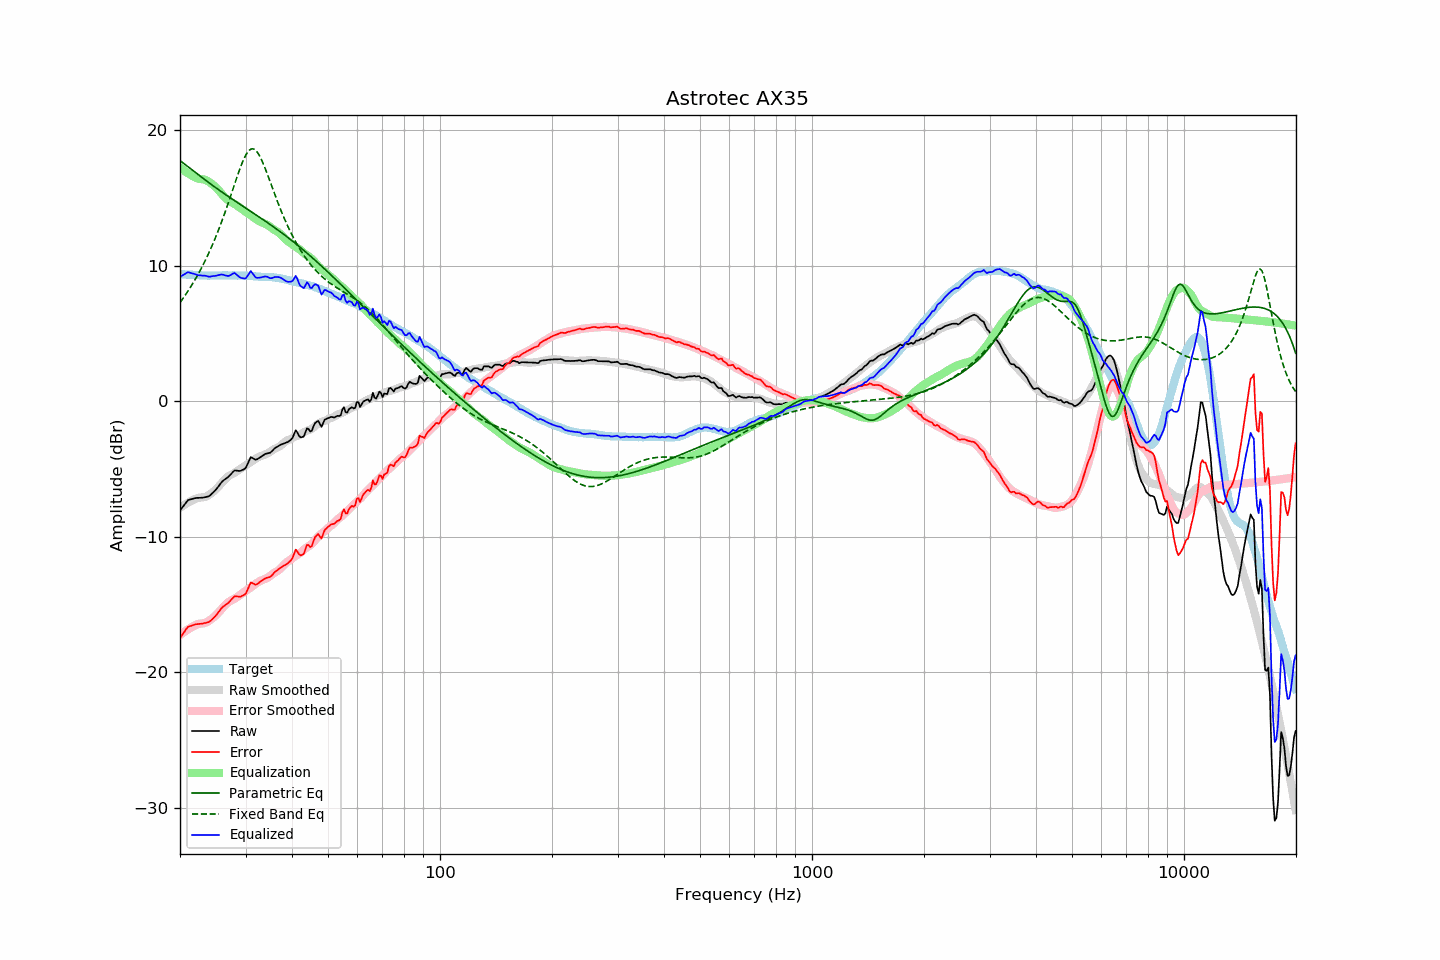 Astrotec AX35
20
10
0
−10
−20
−30
Amplitude (dBr)
Target
Raw Smoothed
Error Smoothed
Raw
Error
Equalization
Parametric Eq
Fixed Band Eq
Equalized
100
1000
10000
Frequency (Hz)